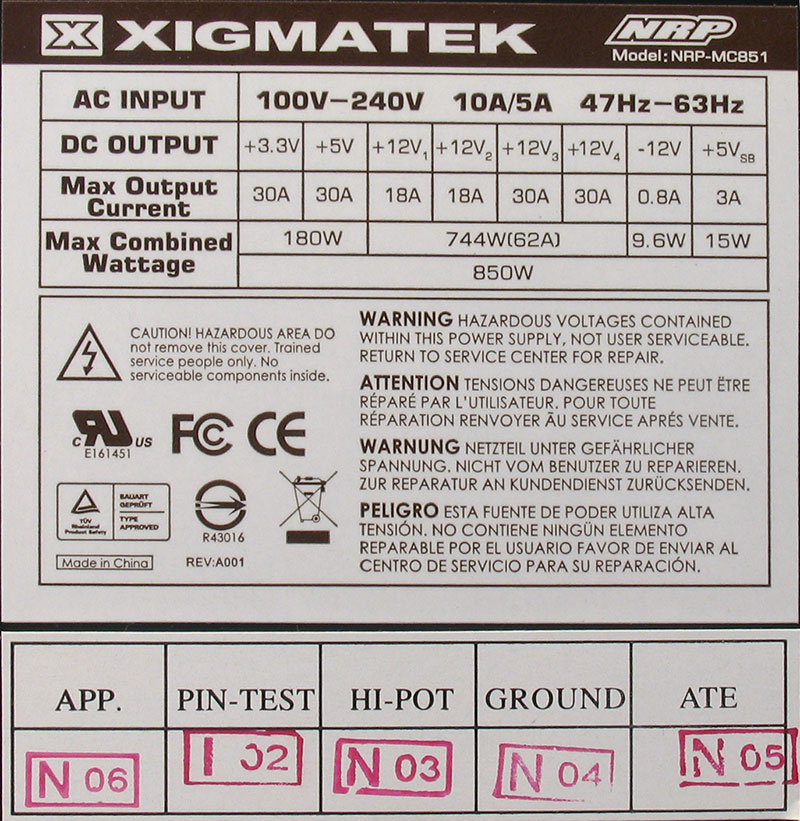 XIGMATEK
NRP
Model: NRP-MC851
AC INPUT 100V-240V 10A/5A 47Hz-63Hz
DC OUTPUT +3.3V +5V +12V1 +12V2 +12V3 +12V4 -12V +5VSB
Max Output Current 30A 30A 18A 18A 30A 30A 0.8A 3A
Max Combined Wattage 180W 744W(62A) 9.6W 15W
850W
CAUTION! HAZARDOUS AREA DO
not remove this cover. Trained
service people only. No
serviceable components inside.
c RU US
E161451
FC CE
TÜV
Rheinland
Product Safety
BAUART
GEPRÜFT
TYPE
APPROVED
R43016
Made in China
REV:A001
WARNING HAZARDOUS VOLTAGES CONTAINED
WITHIN THIS POWER SUPPLY, NOT USER SERVICEABLE.
RETURN TO SERVICE CENTER FOR REPAIR.
ATTENTION TENSIONS DANGEREUSES NE PEUT ËTRE
RÉPARÉ PAR L'UTILISATEUR. POUR TOUTE
RÉPARATION RENVOYER ÃU SERVICE APRÉS VENTE.
WARNUNG NETZTEIL UNTER GEFÄHRLICHER
SPANNUNG. NICHT VOM BENUTZER ZU REPARIEREN.
ZUR REPARATUR AN KUNDENDIENST ZURÜCKSENDEN.
PELIGRO ESTA FUENTE DE PODER UTILIZA ALTA
TENSIÓN. NO CONTIENE NINGÚN ELEMENTO
REPARABLE POR EL USUARIO FAVOR DE ENVIAR AL
CENTRO DE SERVICIO PARA SU REPARACIÓN.
APP. PIN-TEST HI-POT GROUND ATE
N 06 I 02 N 03 N 04 N 05